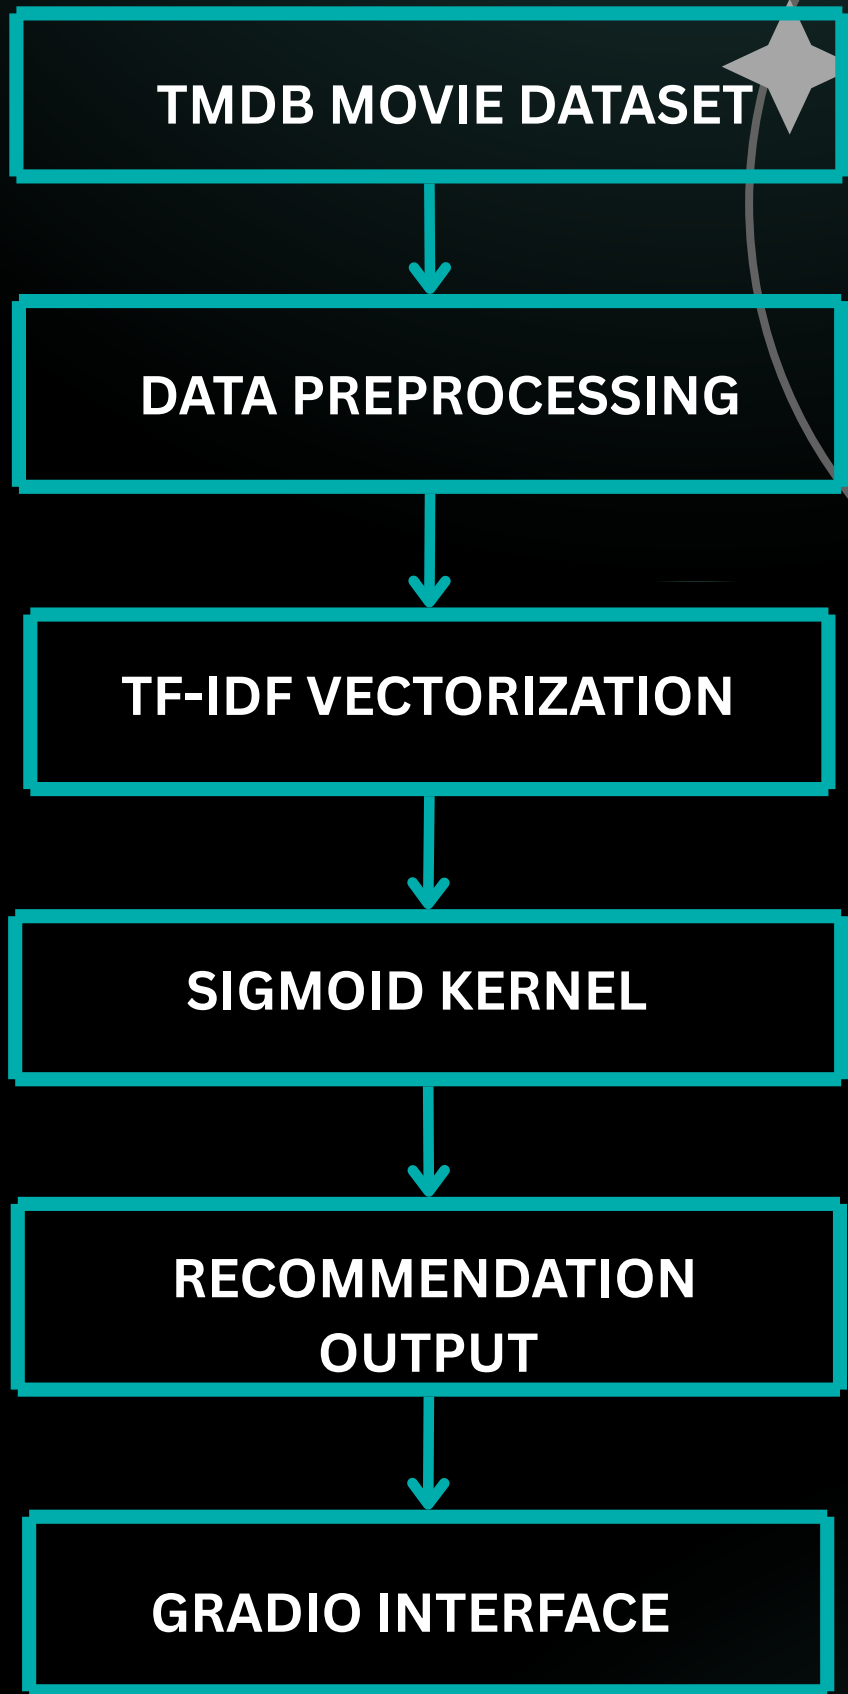 TMDB MOVIE DATASET
DATA PREPROCESSING
TF-IDF VECTORIZATION
SIGMOID KERNEL
RECOMMENDATION
OUTPUT
GRADIO INTERFACE